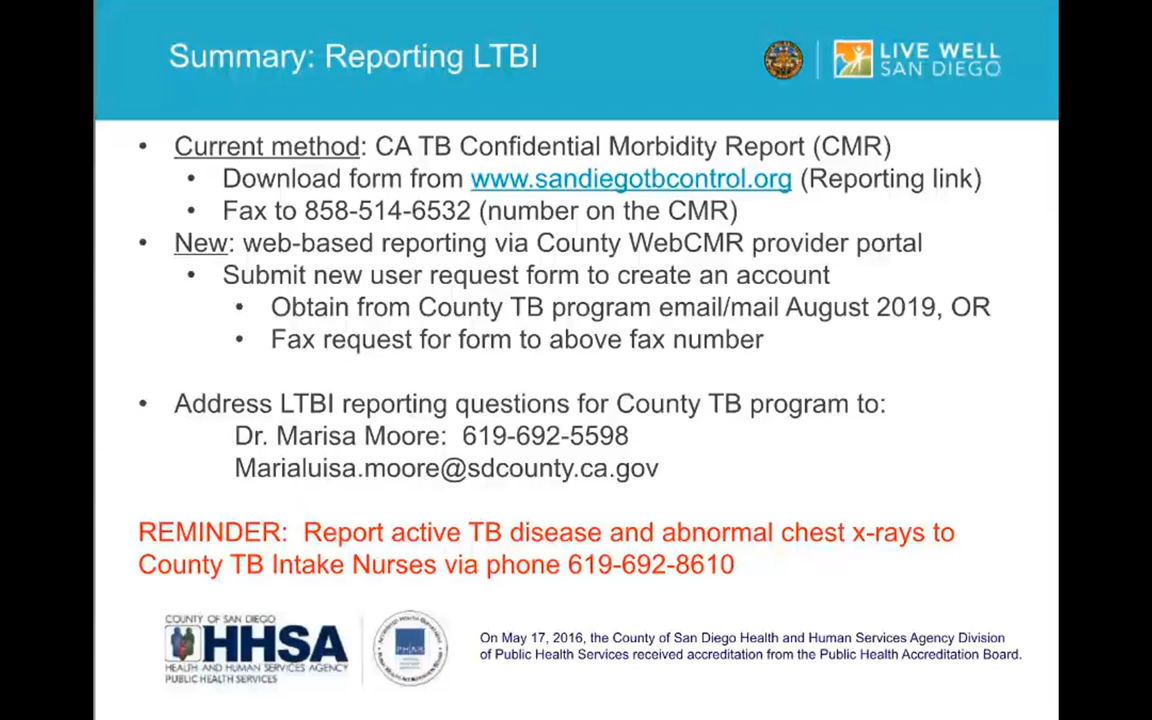 Summary: Reporting LTBI
LIVE WELL
SAN DIEGO
• Current method: CA TB Confidential Morbidity Report (CMR)
• Download form from www.sandiegotbcontrol.org (Reporting link)
• Fax to 858-514-6532 (number on the CMR)
• New: web-based reporting via County WebCMR provider portal
• Submit new user request form to create an account
• Obtain from County TB program email/mail August 2019, OR
• Fax request for form to above fax number
• Address LTBI reporting questions for County TB program to:
Dr. Marisa Moore: 619-692-5598
Marialuisa.moore@sdcounty.ca.gov
REMINDER: Report active TB disease and abnormal chest x-rays to
County TB Intake Nurses via phone 619-692-8610
COUNTY OF SAN DIEGO
HHSA
HEALTH AND HUMAN SERVICES AGENCY
PUBLIC HEALTH SERVICES
PHAB
On May 17, 2016, the County of San Diego Health and Human Services Agency Division
of Public Health Services received accreditation from the Public Health Accreditation Board.